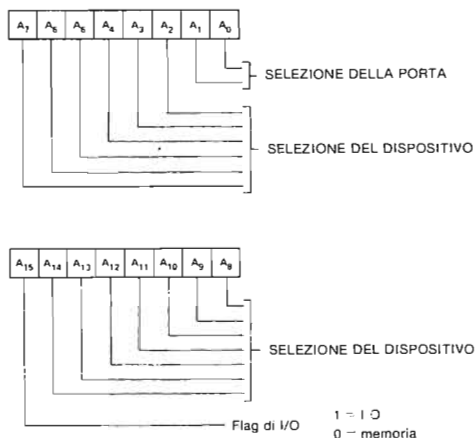 A7 A6 A6 A4 A3 A2 A1 A0
SELEZIONE DELLA PORTA
SELEZIONE DEL DISPOSITIVO
A15 A14 A13 A12 A11 A10 A9 A8
SELEZIONE DEL DISPOSITIVO
Flag di I/O
1 = I O
0 = memoria